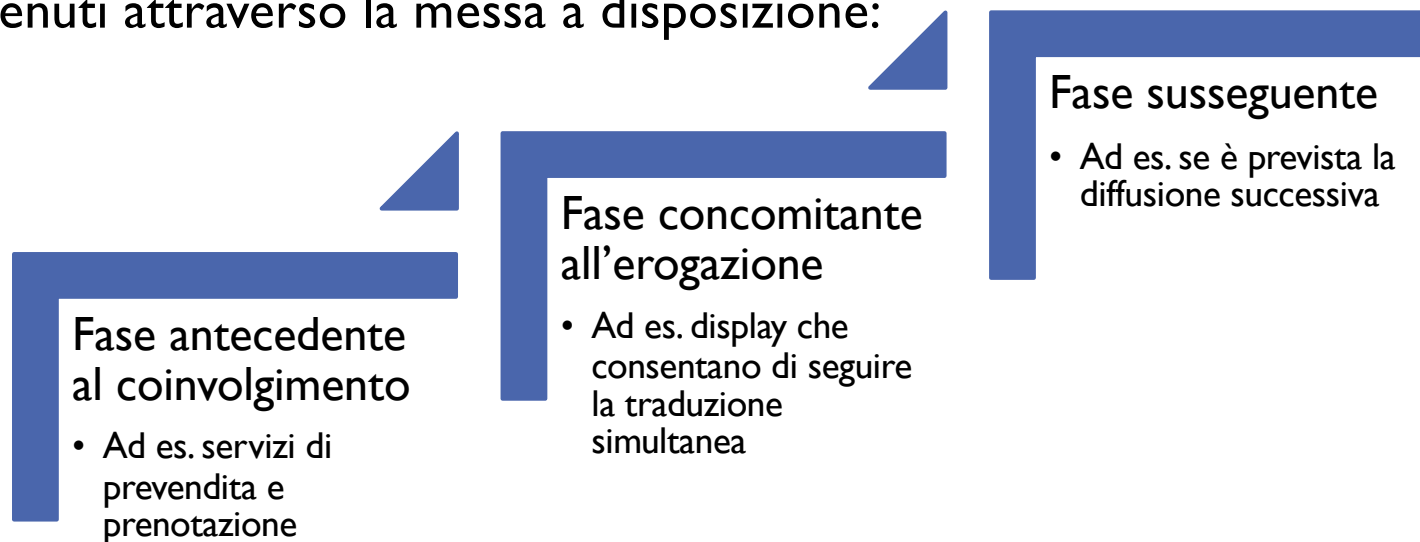 enuti attraverso la messa a disposizione:
Fase antecedente
al coinvolgimento
• Ad es. servizi di
prevendita e
prenotazione
Fase concomitante
all’erogazione
• Ad es. display che
consentano di seguire
la traduzione
simultanea
Fase susseguente
• Ad es. se è prevista la
diffusione successiva